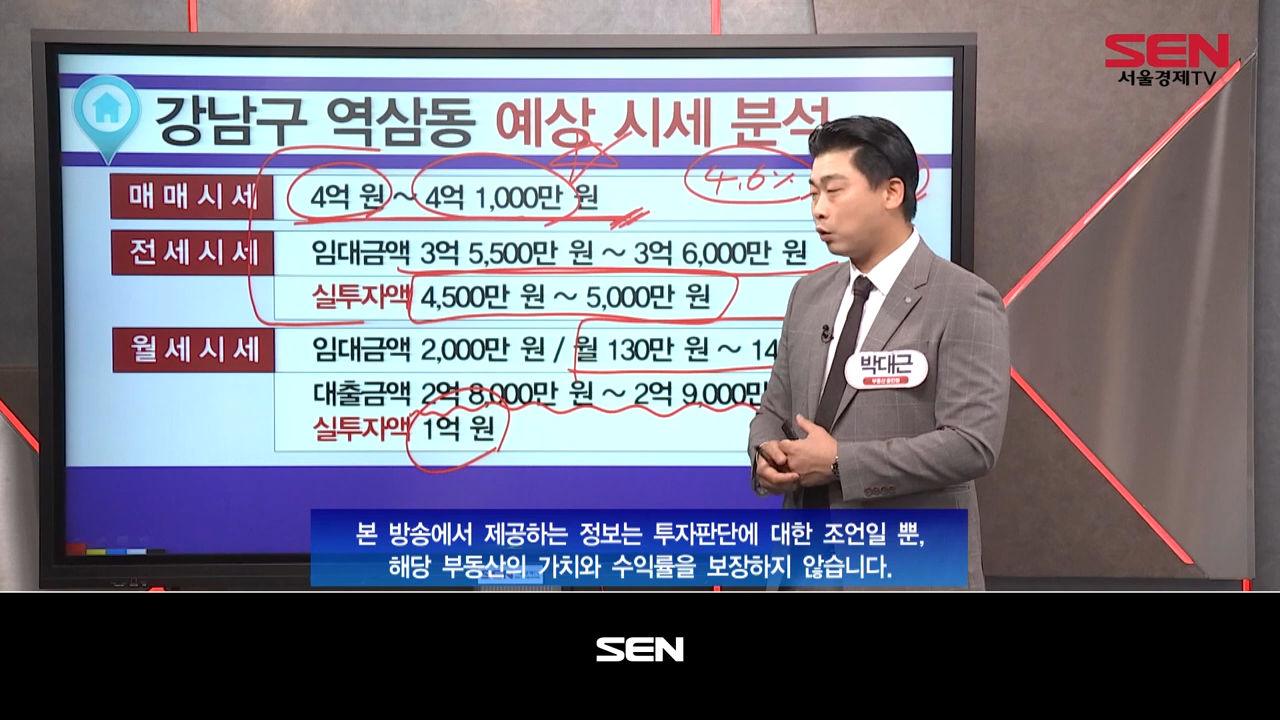 SEN
서울경제TV
강남구 역삼동 예상 시세 분석
4.6%
매매시세 4억 원 ~ 4억 1,000만 원
전세시세 임대금액 3억 5,500만 원 ~ 3억 6,000만 원
실투자액 4,500만 원 ~ 5,000만 원
월세시세 임대금액 2,000만 원 / 월 130만 원 ~ 14
대출금액 2억 8,000만 원 ~ 2억 9,000만
실투자액 1억 원
박대근
본 방송에서 제공하는 정보는 투자판단에 대한 조언일 뿐,
해당 부동산의 가치와 수익률을 보장하지 않습니다.
SEN